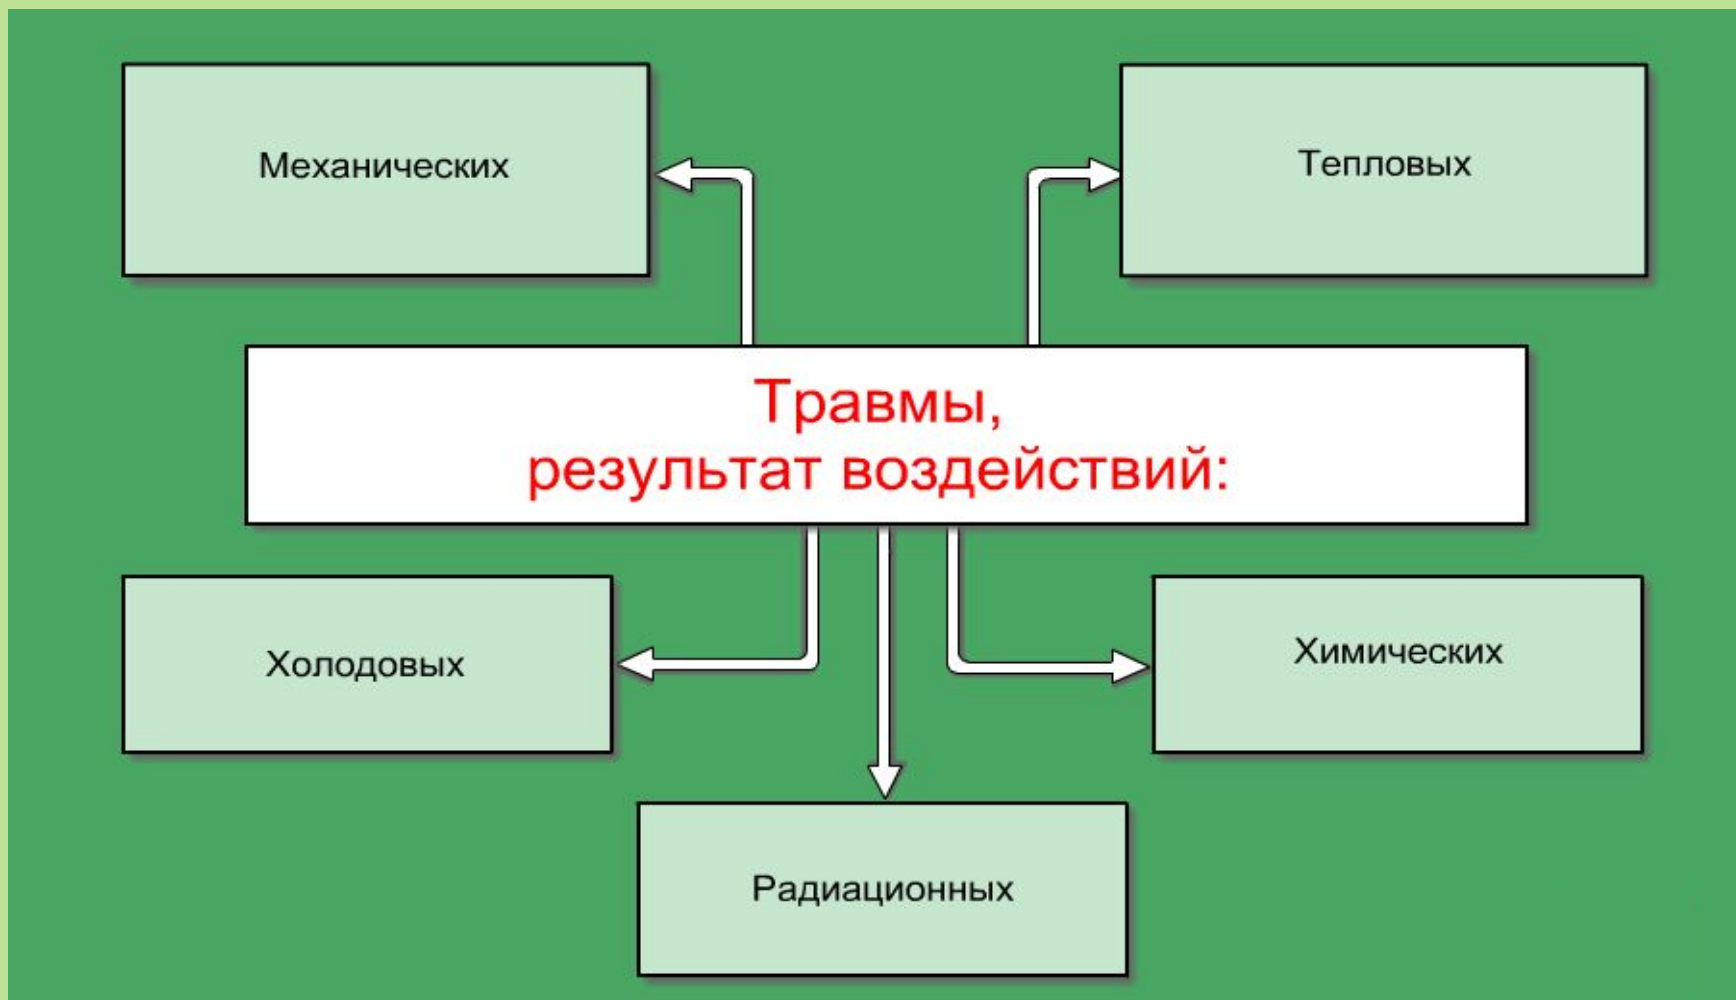 Механических
Тепловых
Травмы,
результат воздействий:
Холодовых
Химических
Радиационных